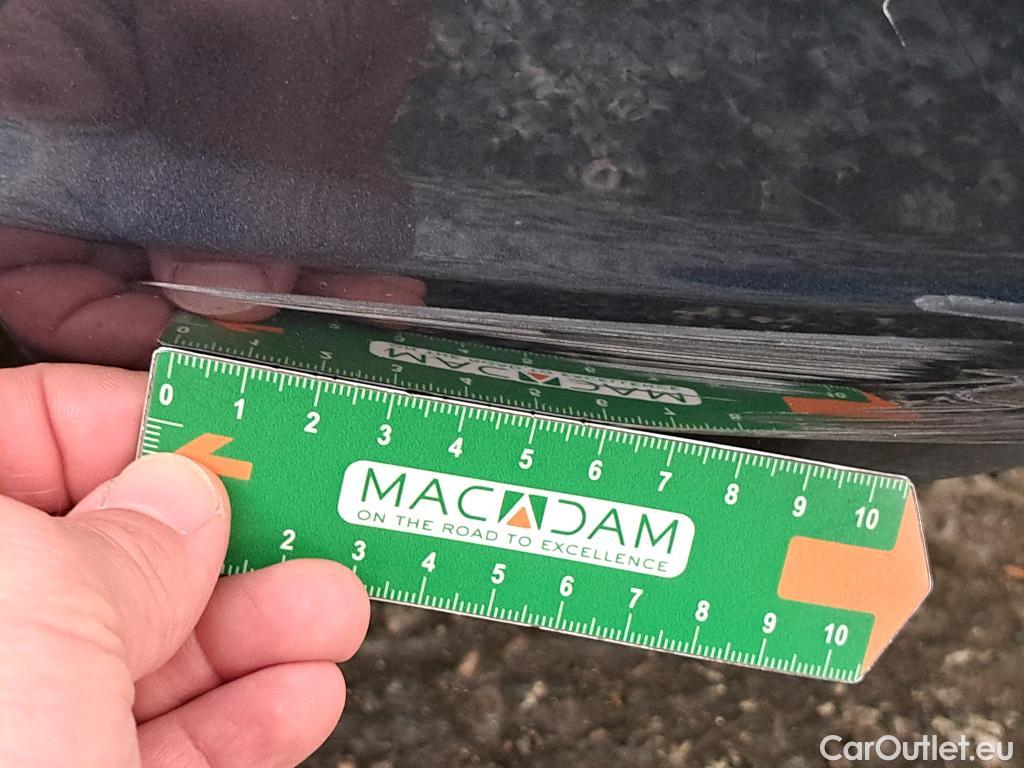 0 1 2 3 4 5 6 7 8 9 10
MACADAM
ON THE ROAD TO EXCELLENCE
2 3 4 5 6 7 8 9 10
CarOutlet.eu